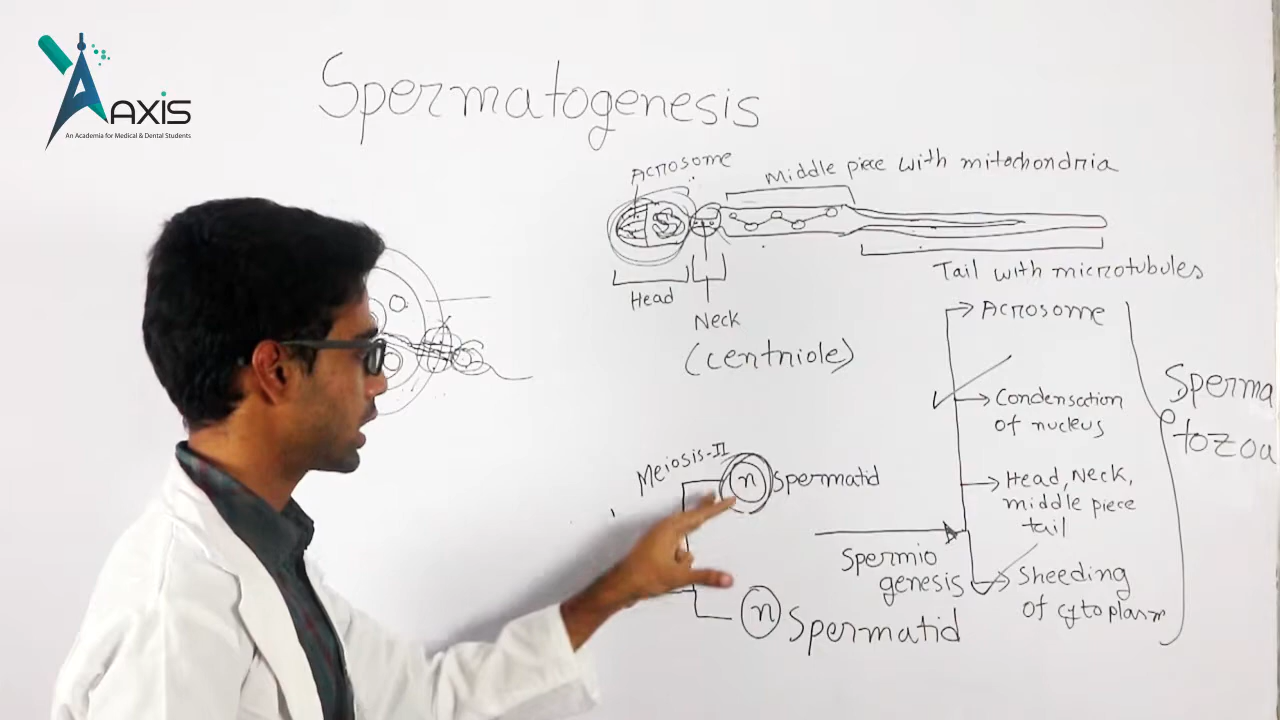 AXIS
An Academia for Medical & Dental Students
Spermatogenesis
Acrosome
Middle piece with mitochondria
Head
Neck
(centriole)
Tail with microtubules
Acrosome
Condensation
of nucleus
Head, Neck,
middle piece
tail
Sheeding
of cytoplasm
Sperma
tozoa
Meiosis-II
n
Spermatid
Spermio
genesis
n
Spermatid